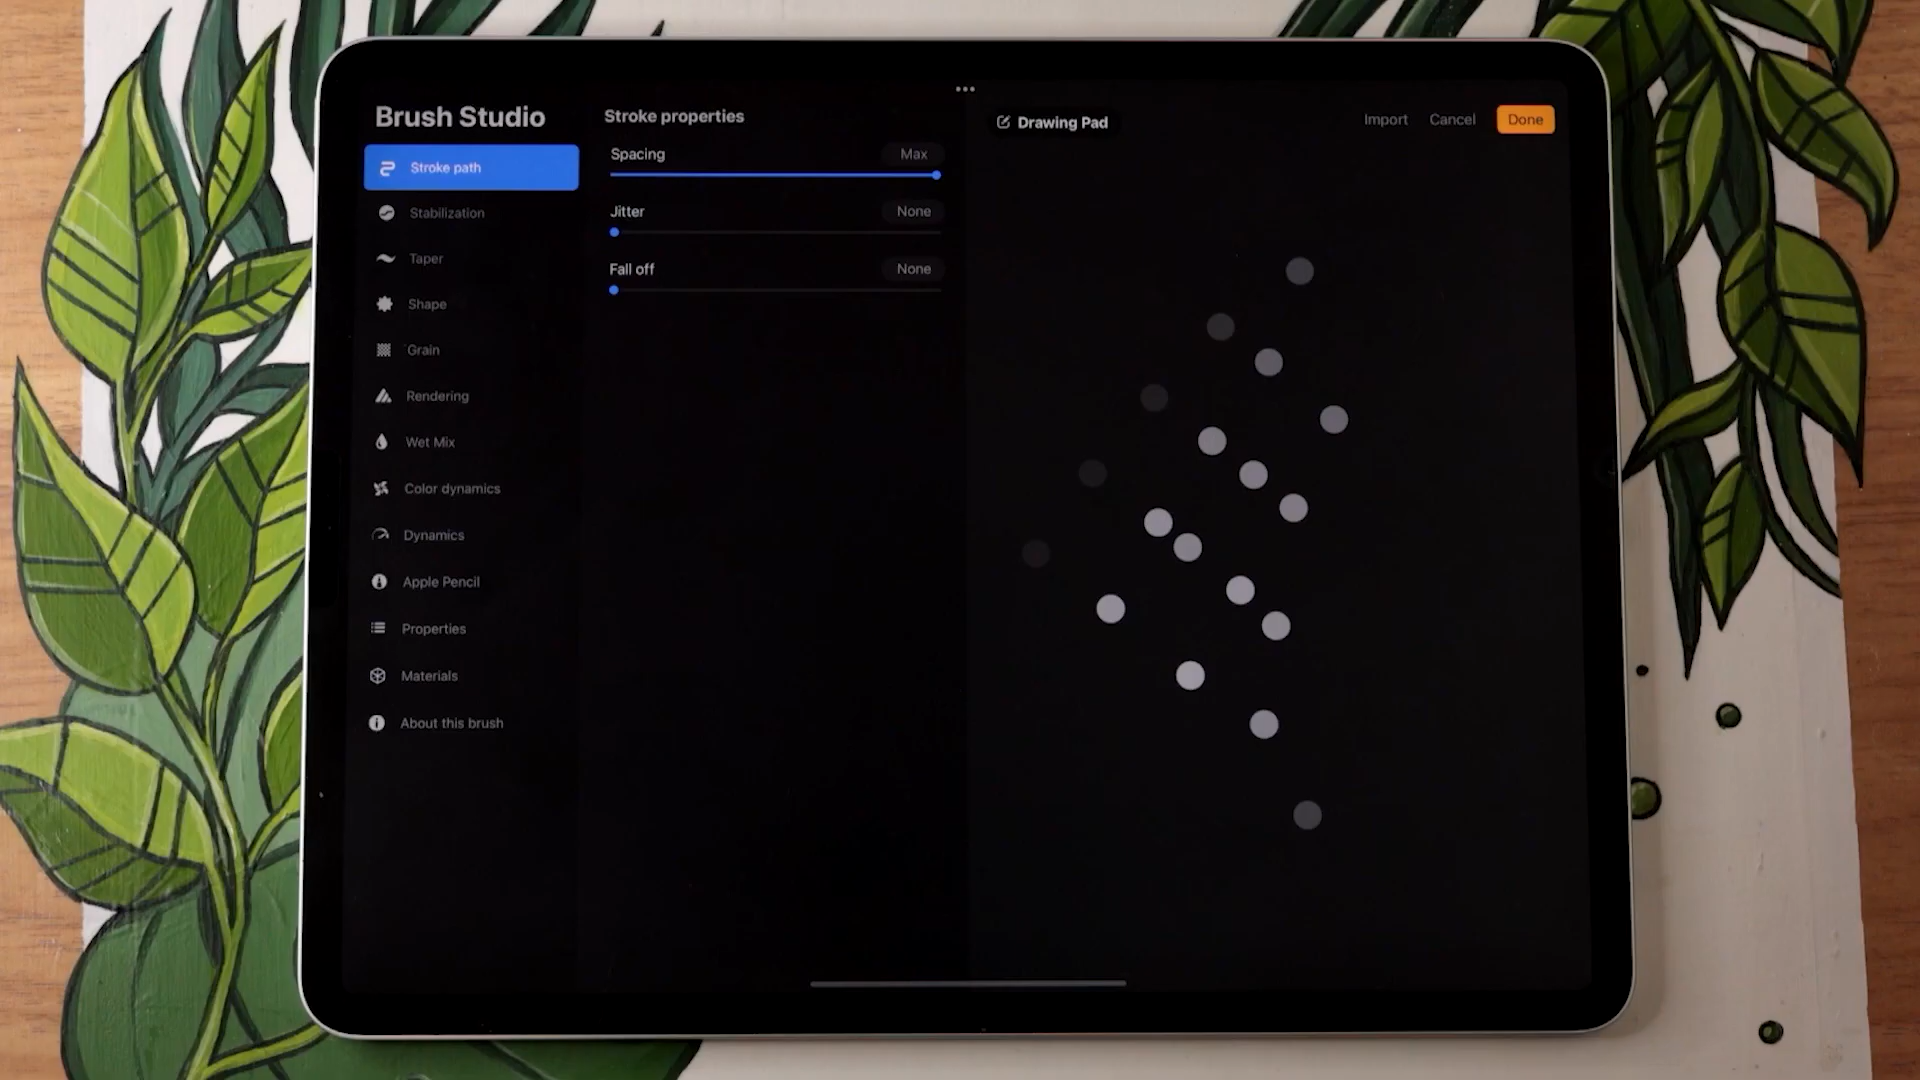 Brush Studio
Stroke path
Stabilization
Taper
Shape
Grain
Rendering
Wet Mix
Color dynamics
Dynamics
Apple Pencil
Properties
Materials
About this brush
Stroke properties
Spacing Max
Jitter None
Fall off None
Drawing Pad
Import Cancel Done